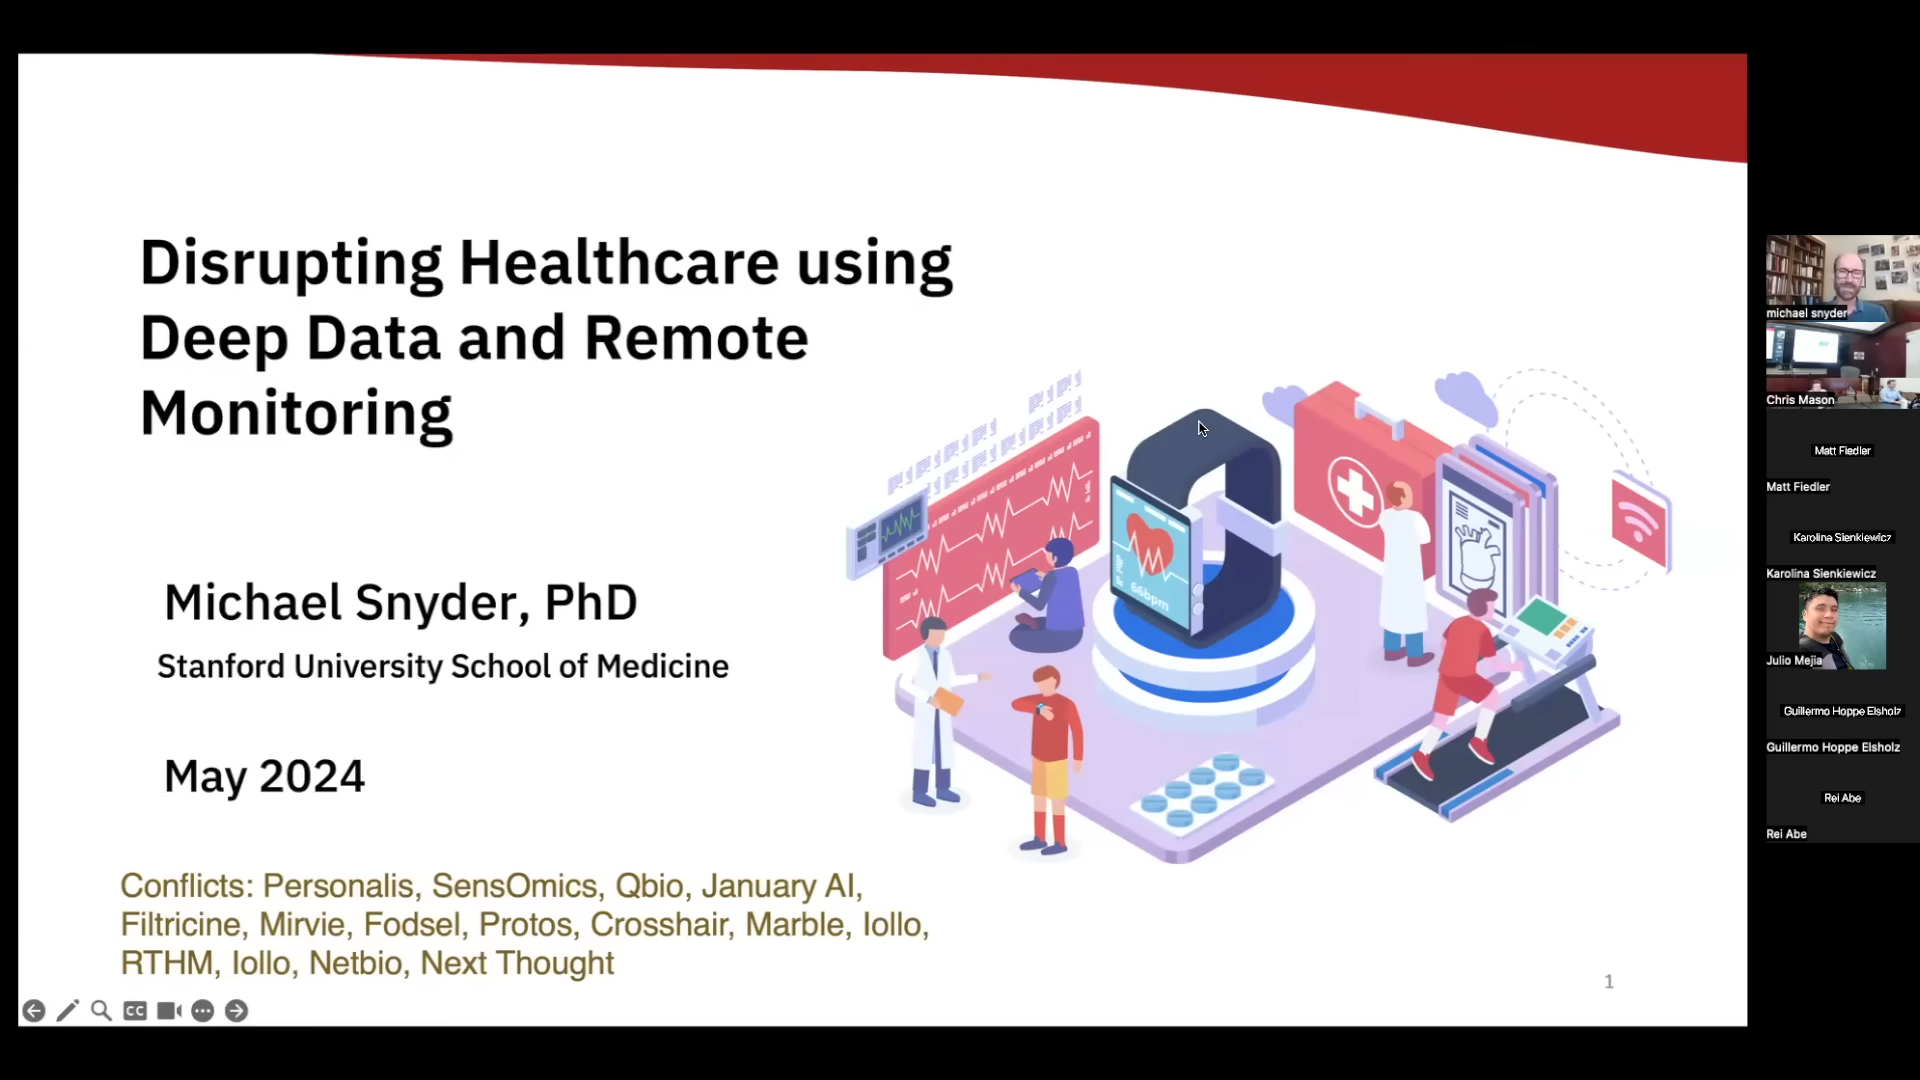 Disrupting Healthcare using
Deep Data and Remote
Monitoring
Michael Snyder, PhD
Stanford University School of Medicine
May 2024
Conflicts: Personalis, SensOmics, Qbio, January AI,
Filtricine, Mirvie, Fodsel, Protos, Crosshair, Marble, Iollo,
RTHM, Iollo, Netbio, Next Thought
66bpm
1
CC
michael snyder
Chris Mason
Matt Fiedler
Matt Fiedler
Karolina Sienkiewicz
Karolina Sienkiewicz
Julio Mejia
Guillermo Hoppe Elsholz
Guillermo Hoppe Elsholz
Rei Abe
Rei Abe